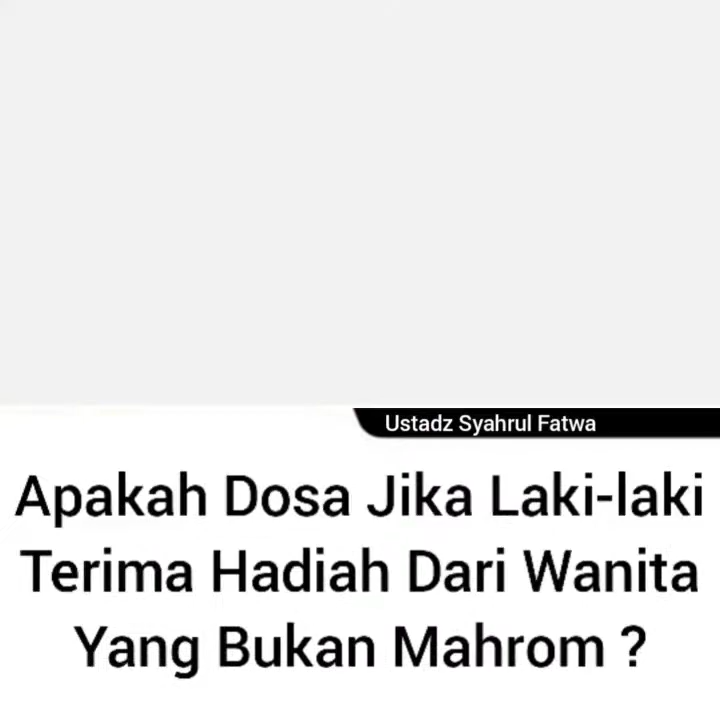 Ustadz Syahrul Fatwa
Apakah Dosa Jika Laki-laki
Terima Hadiah Dari Wanita
Yang Bukan Mahrom ?